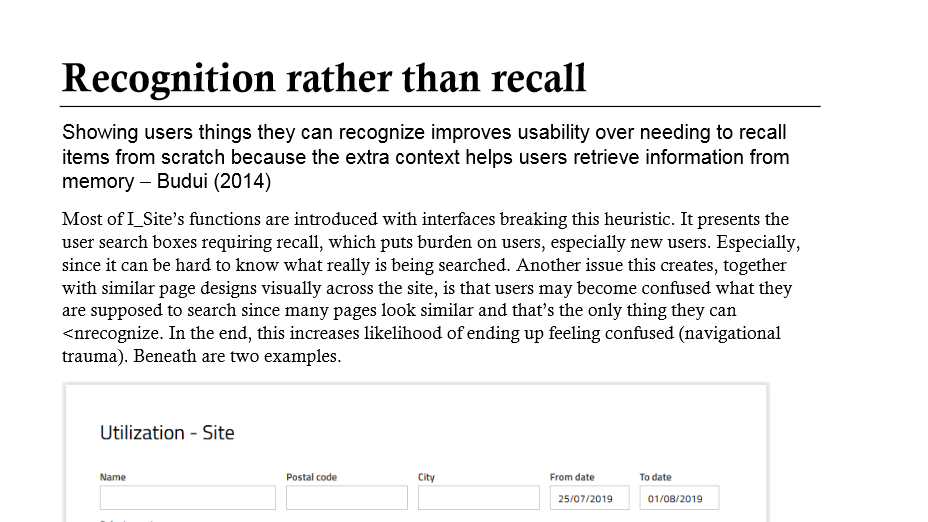 Recognition rather than recall
Showing users things they can recognize improves usability over needing to recall
items from scratch because the extra context helps users retrieve information from
memory – Budui (2014)
Most of I_Site’s functions are introduced with interfaces breaking this heuristic. It presents the
user search boxes requiring recall, which puts burden on users, especially new users. Especially,
since it can be hard to know what really is being searched. Another issue this creates, together
with similar page designs visually across the site, is that users may become confused what they
are supposed to search since many pages look similar and that’s the only thing they can
<nrecognize. In the end, this increases likelihood of ending up feeling confused (navigational
trauma). Beneath are two examples.
Utilization - Site
Name Postal code City From date To date
25/07/2019 01/08/2019